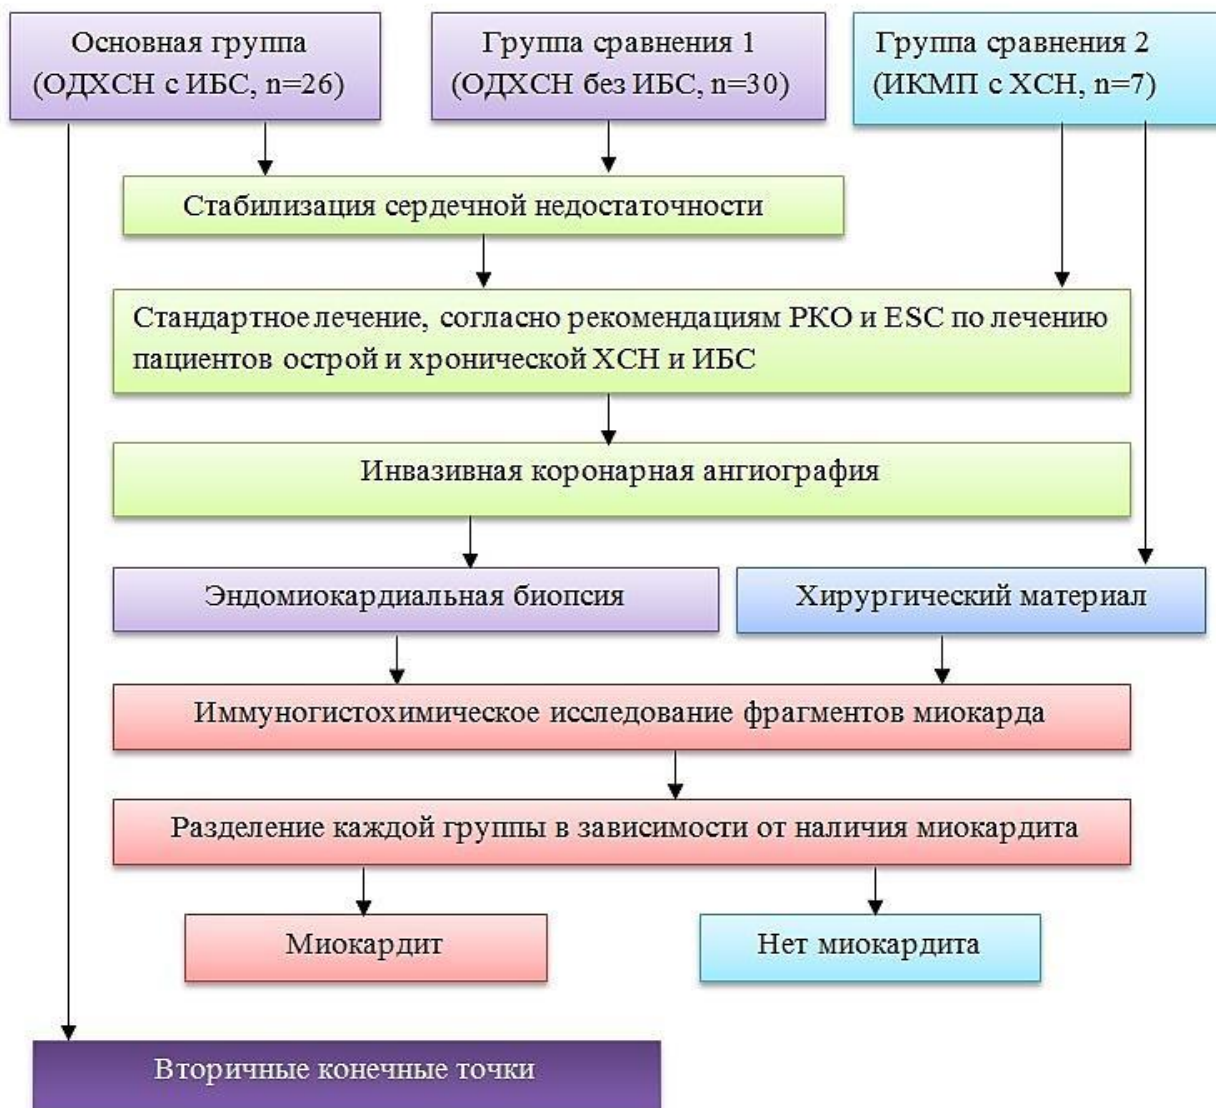 Основная группа
(ОДХСН с ИБС, n=26)
Группа сравнения 1
(ОДХСН без ИБС, n=30)
Группа сравнения 2
(ИКМП с ХСН, n=7)
Стабилизация сердечной недостаточности
Стандартное лечение, согласно рекомендациям РКО и ESC по лечению
пациентов острой и хронической ХСН и ИБС
Инвазивная коронарная ангиография
Эндомиокардиальная биопсия
Хирургический материал
Иммуногистохимическое исследование фрагментов миокарда
Разделение каждой группы в зависимости от наличия миокардита
Миокардит
Нет миокардита
Вторичные конечные точки